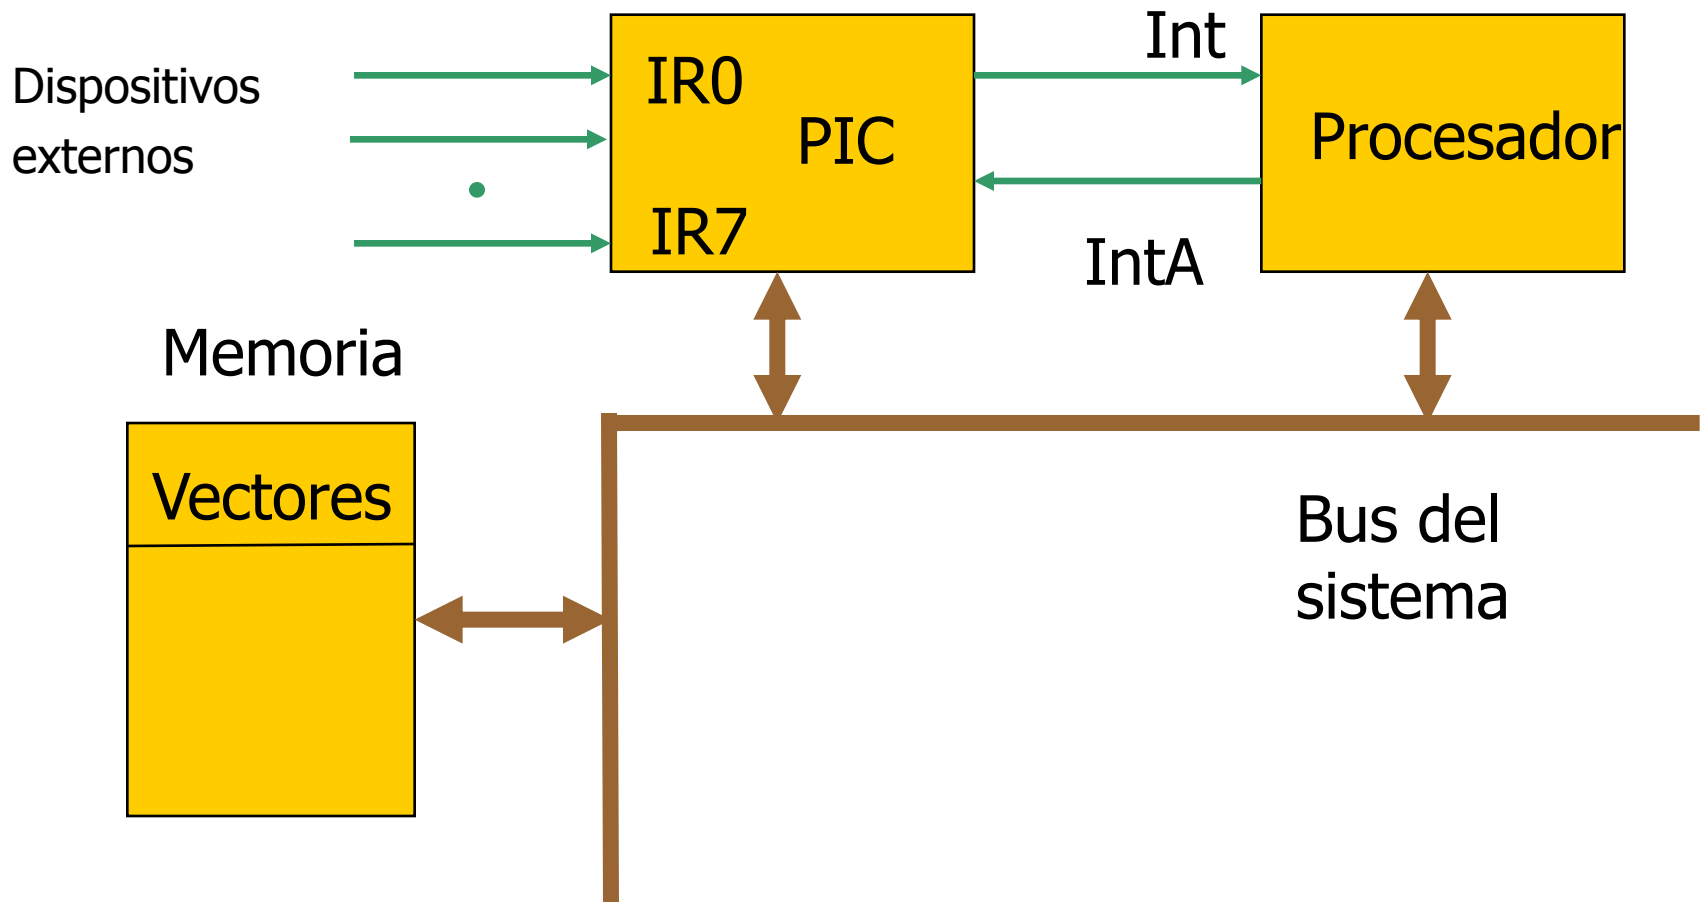 Dispositivos
externos
IR0
PIC
IR7
Int
IntA
Procesador
Memoria
Vectores
Bus del
sistema